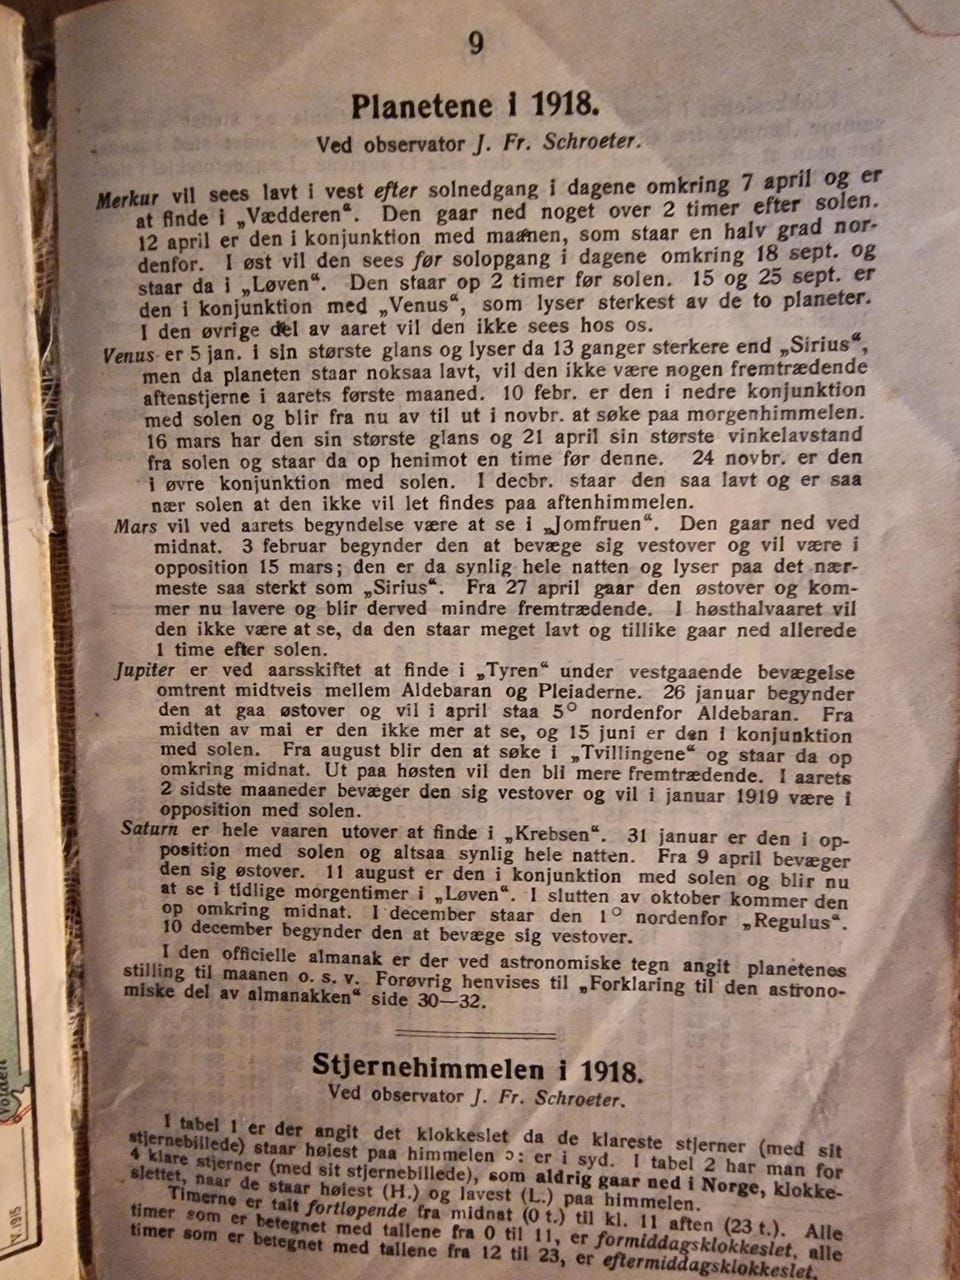 9
Planetene i 1918.
Ved observator J. Fr. Schroeter.
Merkur vil sees lavt i vest efter solnedgang i dagene omkring 7 april og er
at finde i „Vædderen“. Den gaar ned noget over 2 timer efter solen.
12 april er den i konjunktion med maanen, som staar en halv grad nor-
denfor. I øst vil den sees før solopgang i dagene omkring 18 sept. og
staar da i „Løven“. Den staar op 2 timer før solen. 15 og 25 sept. er
den i konjunktion med „Venus“, som lyser sterkest av de to planeter.
I den øvrige del av aaret vil den ikke sees hos os.
Venus er 5 jan. i sin største glans og lyser da 13 ganger sterkere end „Sirius“,
men da planeten staar noksaa lavt, vil den ikke være nogen fremtrædende
aftenstjerne i aarets første maaned. 10 febr. er den i nedre konjunktion
med solen og blir fra nu av til ut i novbr. at søke paa morgenhimmelen.
16 mars har den sin største glans og 21 april sin største vinkelavstand
fra solen og staar da op henimot en time før denne. 24 novbr. er den
i øvre konjunktion med solen. I decbr. staar den saa lavt og er saa
nær solen at den ikke vil let findes paa aftenhimmelen.
Mars vil ved aarets begyndelse være at se i „Jomfruen“. Den gaar ned ved
midnat. 3 februar begynder den at bevæge sig vestover og vil være i
opposition 15 mars; den er da synlig hele natten og lyser paa det nær-
meste saa sterkt som „Sirius“. Fra 27 april gaar den østover og kom-
mer nu lavere og blir derved mindre fremtrædende. I høsthalvaaret vil
den ikke være at se, da den staar meget lavt og tillike gaar ned allerede
1 time efter solen.
Jupiter er ved aarsskiftet at finde i „Tyren“ under vestgaaende bevægelse
omtrent midtveis mellem Aldebaran og Pleiaderne. 26 januar begynder
den at gaa østover og vil i april staa 5° nordenfor Aldebaran. Fra
midten av mai er den ikke mer at se, og 15 juni er den i konjunktion
med solen. Fra august blir den at søke i „Tvillingene“ og staar da op
omkring midnat. Ut paa høsten vil den bli mere fremtrædende. I aarets
2 sidste maaneder bevæger den sig vestover og vil i januar 1919 være i
opposition med solen.
Saturn er hele vaaren utover at finde i „Krebsen“. 31 januar er den i op-
position med solen og altsaa synlig hele natten. Fra 9 april bevæger
den sig østover. 11 august er den i konjunktion med solen og blir nu
at se i tidlige morgentimer i „Løven“. I slutten av oktober kommer den
op omkring midnat. I december staar den 1° nordenfor „Regulus“.
10 december begynder den at bevæge sig vestover.
I den officielle almanak er der ved astronomiske tegn angit planetenes
stilling til maanen o. s. v. Forøvrig henvises til „Forklaring til den astrono-
miske del av almanakken“ side 30—32.
Stjernehimmelen i 1918.
Ved observator J. Fr. Schroeter.
I tabel 1 er der angit det klokkeslet da de klareste stjerner (med sit
stjernebillede) staar høiest paa himmelen ɔ: er i syd. I tabel 2 har man for
4 klare stjerner (med sit stjernebillede), som aldrig gaar ned i Norge, klokke-
slettet, naar de staar høiest (H.) og lavest (L.) paa himmelen.
Timerne er talt fortløpende fra midnat (0 t.) til kl. 11 aften (23 t.). Alle
timer som er betegnet med tallene fra 0 til 11, er formiddagsklokkeslet, alle
timer som er betegnet med tallene fra 12 til 23, er eftermiddagsklokkeslet.
Volden
V. 1915